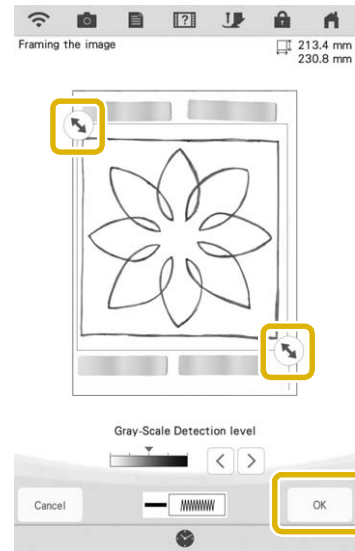 Framing the image
213.4 mm
230.8 mm
Gray-Scale Detection level
Cancel
OK